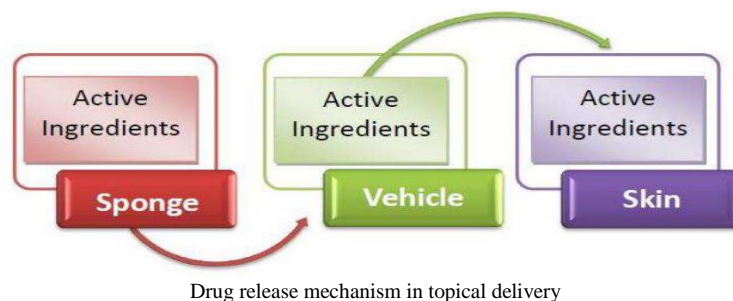 Active
Ingredients
Sponge
Active
Ingredients
Vehicle
Active
Ingredients
Skin
Drug release mechanism in topical delivery